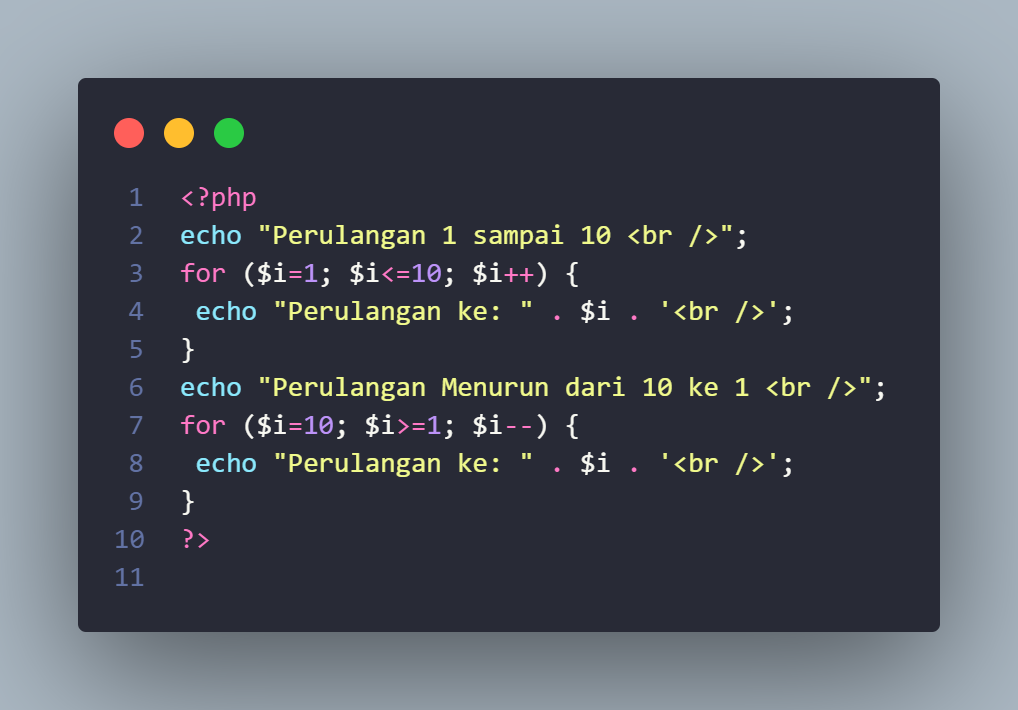 1 <?php
2 echo "Perulangan 1 sampai 10 <br />";
3 for ($i=1; $i<=10; $i++) {
4  echo "Perulangan ke: " . $i . '<br />';
5 }
6 echo "Perulangan Menurun dari 10 ke 1 <br />";
7 for ($i=10; $i>=1; $i--) {
8  echo "Perulangan ke: " . $i . '<br />';
9 }
10 ?>
11